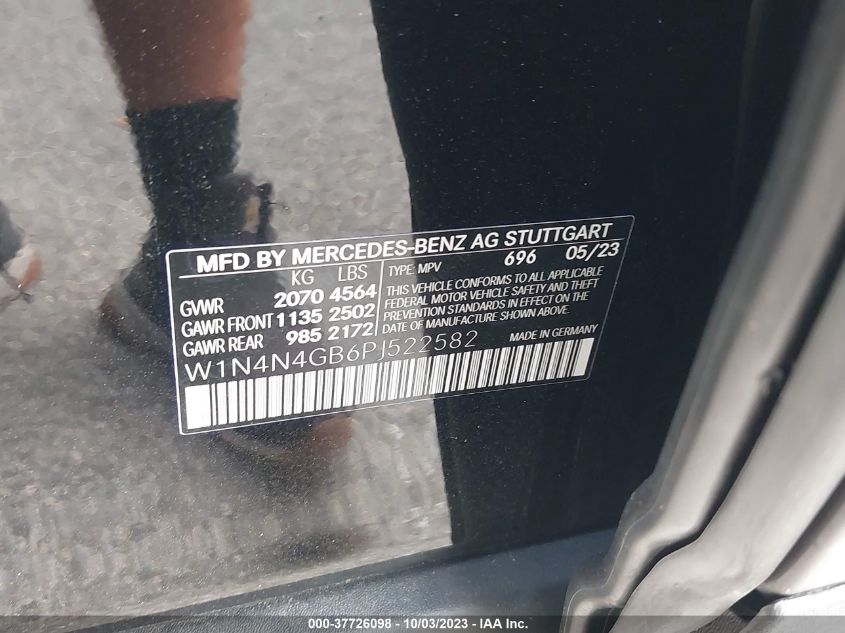 MFD BY MERCEDES-BENZ AG STUTTGART
KG LBS TYPE: MPV 696 05/23
GVWR 2070 4564
GAWR FRONT 1135 2502
GAWR REAR 985 2172
THIS VEHICLE CONFORMS TO ALL APPLICABLE
FEDERAL MOTOR VEHICLE SAFETY AND THEFT
PREVENTION STANDARDS IN EFFECT ON THE
DATE OF MANUFACTURE SHOWN ABOVE.
W1N4N4GB6PJ522582 MADE IN GERMANY
000-37726098 - 10/03/2023 - IAA Inc.